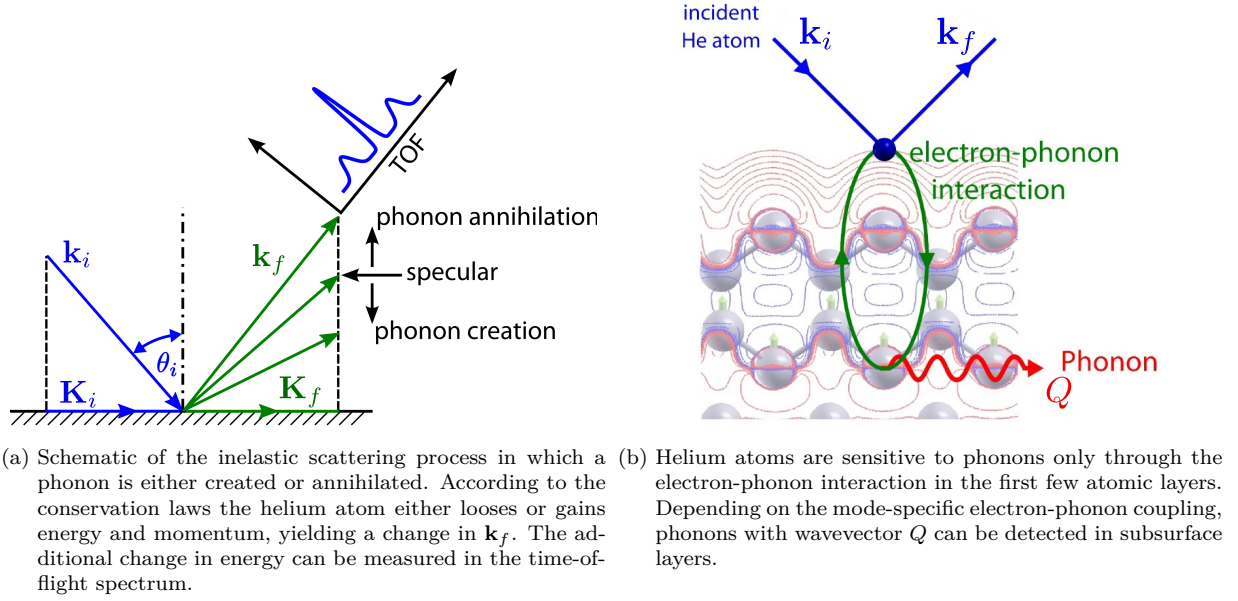 k_i
θ_i
K_i
k_f
K_f
TOF
phonon annihilation
specular
phonon creation
incident
He atom
k_i
k_f
electron-phonon
interaction
Phonon
Q
(a) Schematic of the inelastic scattering process in which a
phonon is either created or annihilated. According to the
conservation laws the helium atom either looses or gains
energy and momentum, yielding a change in k_f. The ad-
ditional change in energy can be measured in the time-of-
flight spectrum.
(b) Helium atoms are sensitive to phonons only through the
electron-phonon interaction in the first few atomic layers.
Depending on the mode-specific electron-phonon coupling,
phonons with wavevector Q can be detected in subsurface
layers.